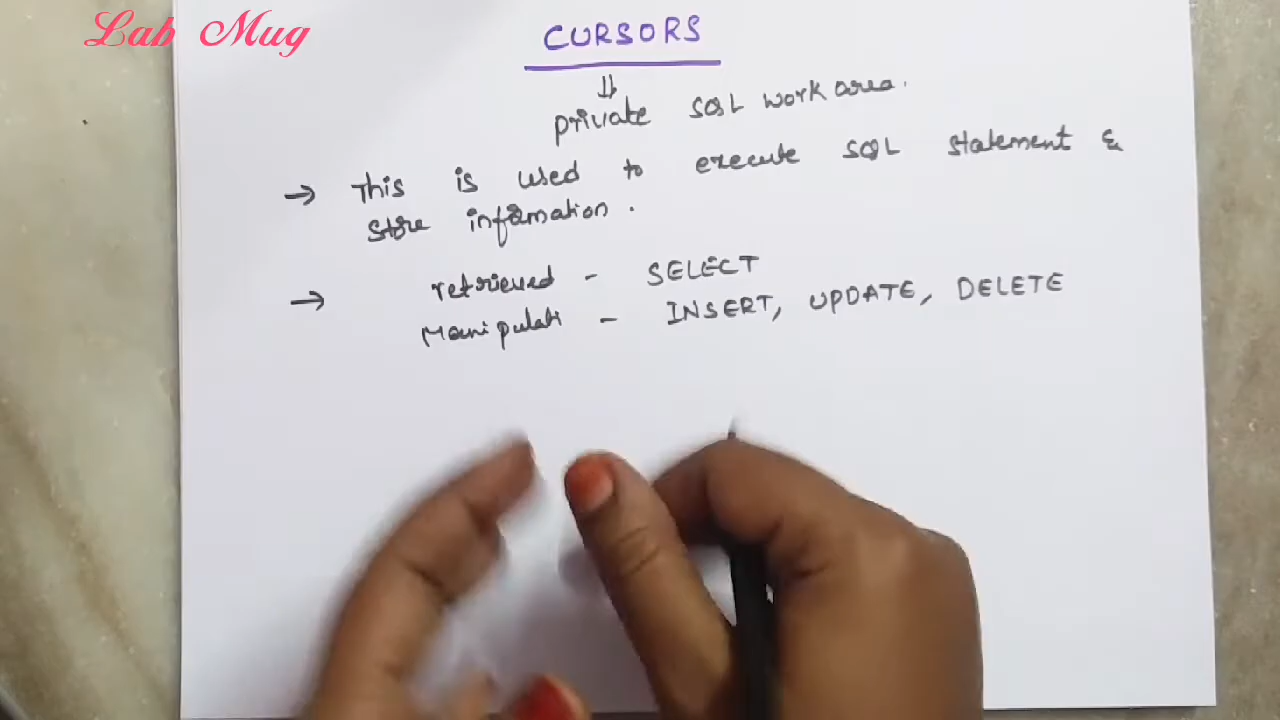 Lab Mug
CURSORS
⇓
private SQL work area.
→ This is used to execute SQL statement &
store information.
→ retrieved - SELECT
Manipulati - INSERT, UPDATE, DELETE